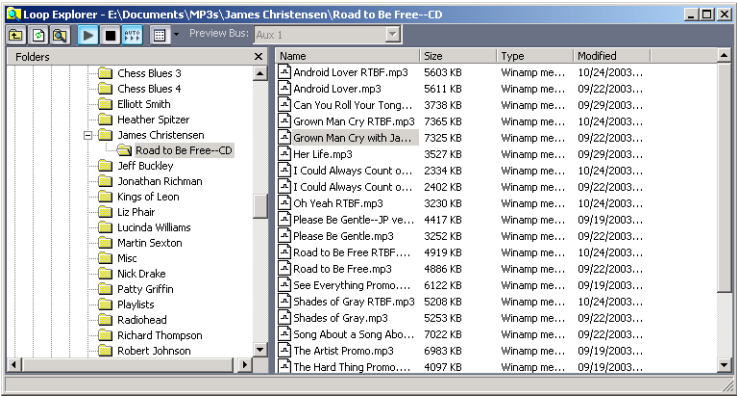 Loop Explorer - E:\Documents\MP3s\James Christensen\Road to Be Free--CD
AUTO Preview Bus: Aux 1
Folders
Chess Blues 3
Chess Blues 4
Elliott Smith
Heather Spitzer
James Christensen
Road to Be Free--CD
Jeff Buckley
Jonathan Richman
Kings of Leon
Liz Phair
Lucinda Williams
Martin Sexton
Misc
Nick Drake
Patty Griffin
Playlists
Radiohead
Richard Thompson
Robert Johnson
Name Size Type Modified
Android Lover RTBF.mp3 5603 KB Winamp me... 10/24/2003...
Android Lover.mp3 5611 KB Winamp me... 09/22/2003...
Can You Roll Your Tong... 3738 KB Winamp me... 09/29/2003...
Grown Man Cry RTBF.mp3 7365 KB Winamp me... 10/24/2003...
Grown Man Cry with Ja... 7325 KB Winamp me... 09/22/2003...
Her Life.mp3 3527 KB Winamp me... 09/29/2003...
I Could Always Count o... 2334 KB Winamp me... 10/24/2003...
I Could Always Count o... 2402 KB Winamp me... 09/22/2003...
Oh Yeah RTBF.mp3 3230 KB Winamp me... 10/24/2003...
Please Be Gentle--JP ve... 4417 KB Winamp me... 09/19/2003...
Please Be Gentle.mp3 3252 KB Winamp me... 09/22/2003...
Road to Be Free RTBF.... 4919 KB Winamp me... 10/24/2003...
Road to Be Free.mp3 4886 KB Winamp me... 09/22/2003...
See Everything Promo.... 6122 KB Winamp me... 09/19/2003...
Shades of Gray RTBF.mp3 5208 KB Winamp me... 10/24/2003...
Shades of Gray.mp3 5253 KB Winamp me... 09/22/2003...
Song About a Song Abo... 7022 KB Winamp me... 09/22/2003...
The Artist Promo.mp3 6983 KB Winamp me... 09/19/2003...
The Hard Thing Promo.... 4097 KB Winamp me... 09/19/2003...